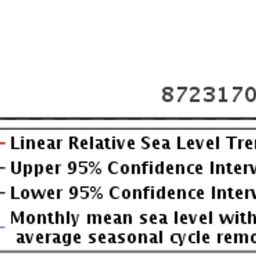 8723170
Linear Relative Sea Level Tre
Upper 95% Confidence Interv
Lower 95% Confidence Interv
Monthly mean sea level with
average seasonal cycle remo